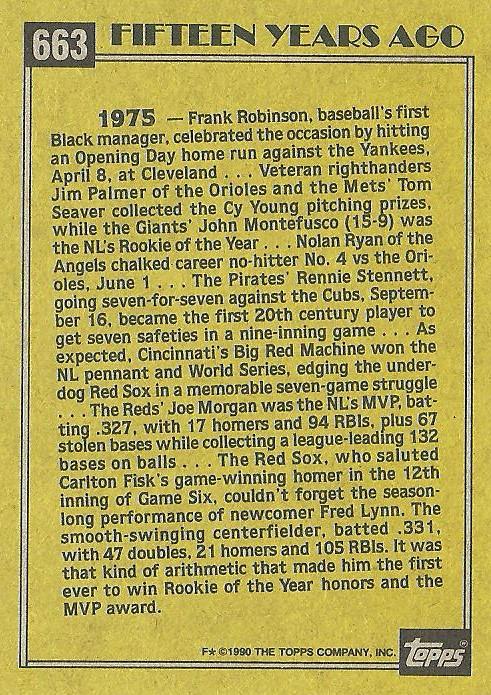 663 FIFTEEN YEARS AGO
1975 — Frank Robinson, baseball's first
Black manager, celebrated the occasion by hitting
an Opening Day home run against the Yankees,
April 8, at Cleveland . . . Veteran righthanders
Jim Palmer of the Orioles and the Mets' Tom
Seaver collected the Cy Young pitching prizes,
while the Giants' John Montefusco (15-9) was
the NL's Rookie of the Year . . . Nolan Ryan of the
Angels chalked career no-hitter No. 4 vs the Ori-
oles, June 1 . . . The Pirates' Rennie Stennett,
going seven-for-seven against the Cubs, Septem-
ber 16, became the first 20th century player to
get seven safeties in a nine-inning game . . . As
expected, Cincinnati's Big Red Machine won the
NL pennant and World Series, edging the under-
dog Red Sox in a memorable seven-game struggle
. . . The Reds' Joe Morgan was the NL's MVP, bat-
ting .327, with 17 homers and 94 RBIs, plus 67
stolen bases while collecting a league-leading 132
bases on balls . . . The Red Sox, who saluted
Carlton Fisk's game-winning homer in the 12th
inning of Game Six, couldn't forget the season-
long performance of newcomer Fred Lynn. The
smooth-swinging centerfielder, batted .331,
with 47 doubles, 21 homers and 105 RBIs. It was
that kind of arithmetic that made him the first
ever to win Rookie of the Year honors and the
MVP award.
F★ ©1990 THE TOPPS COMPANY, INC. topps®